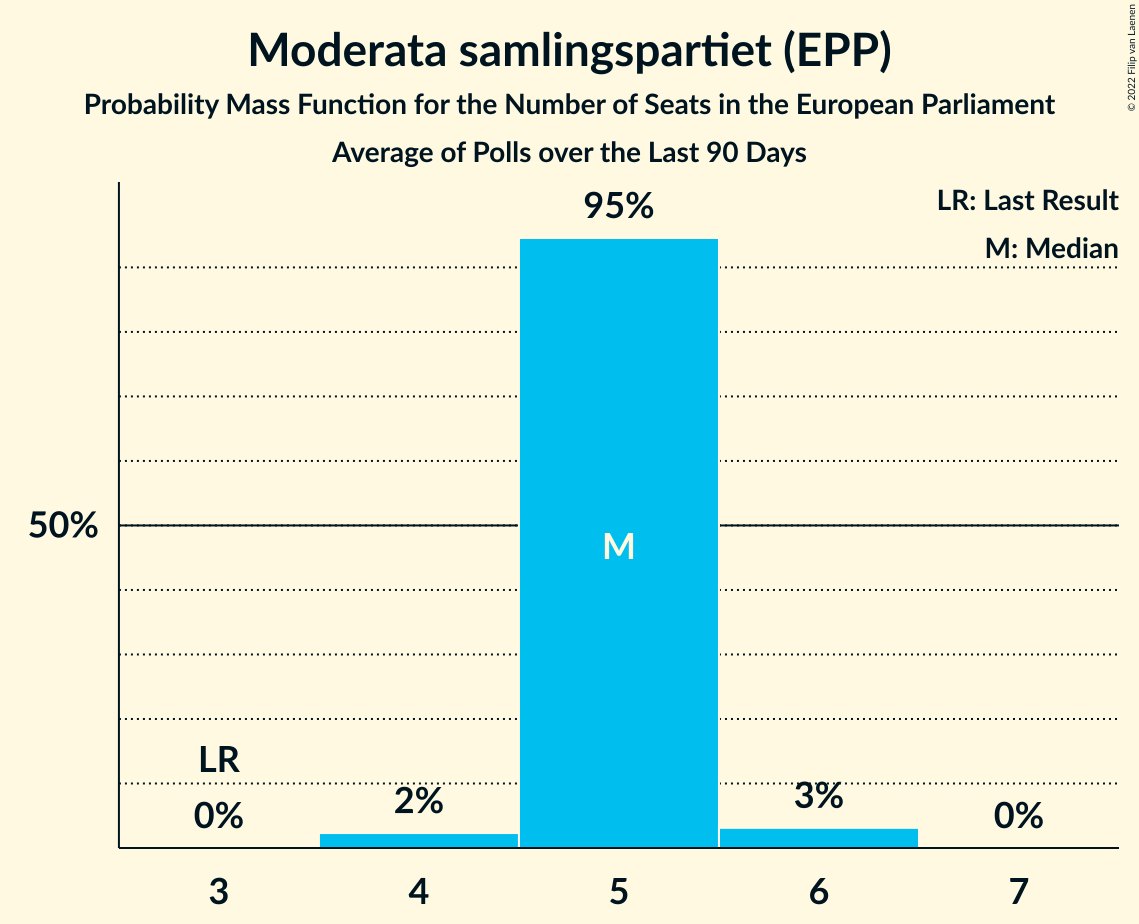 Moderata samlingspartiet (EPP)
Probability Mass Function for the Number of Seats in the European Parliament
Average of Polls over the Last 90 Days
© 2022 Filip van Laenen
LR: Last Result
M: Median
95%
50%
M
LR
0%
2%
3%
0%
3
4
5
6
7